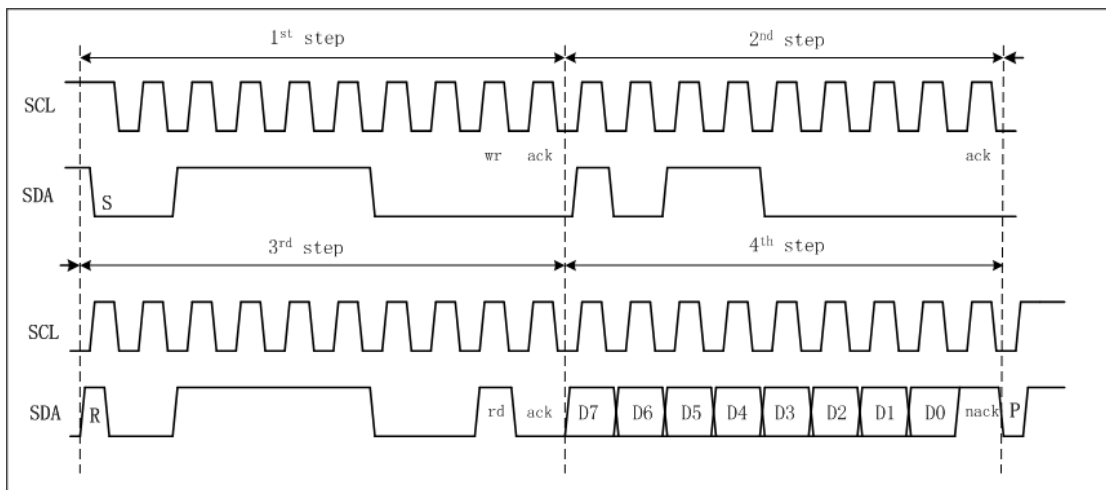 1st step 2nd step
SCL
wr ack ack
SDA S
3rd step 4th step
SCL
SDA R rd ack D7 D6 D5 D4 D3 D2 D1 D0 nack P